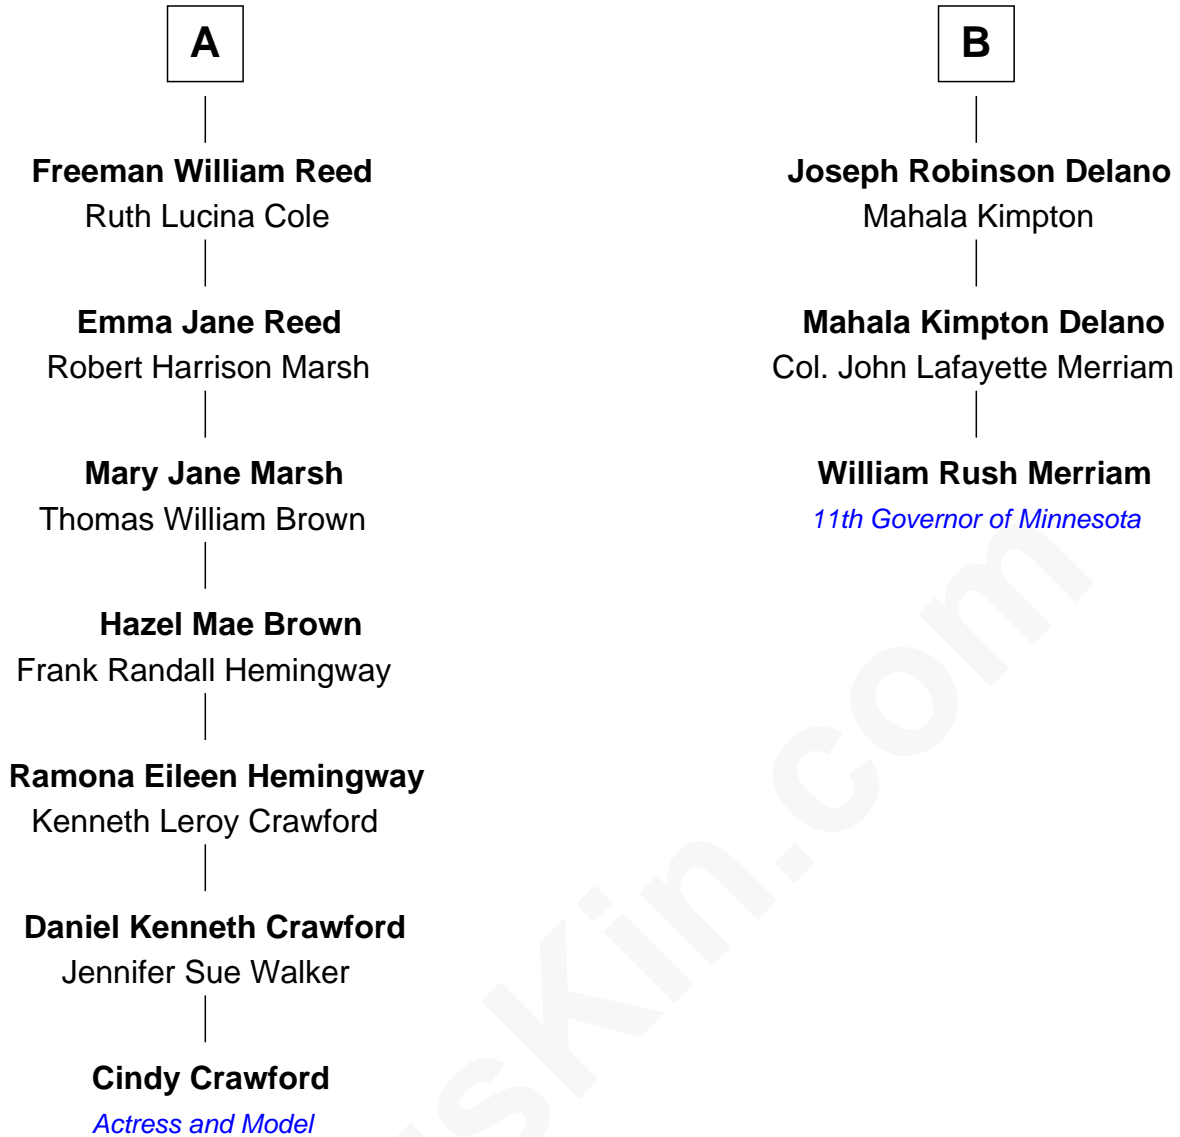 A
Freeman William Reed
Ruth Lucina Cole
Emma Jane Reed
Robert Harrison Marsh
Mary Jane Marsh
Thomas William Brown
Hazel Mae Brown
Frank Randall Hemingway
Ramona Eileen Hemingway
Kenneth Leroy Crawford
Daniel Kenneth Crawford
Jennifer Sue Walker
Cindy Crawford
Actress and Model
B
Joseph Robinson Delano
Mahala Kimpton
Mahala Kimpton Delano
Col. John Lafayette Merriam
William Rush Merriam
11th Governor of Minnesota